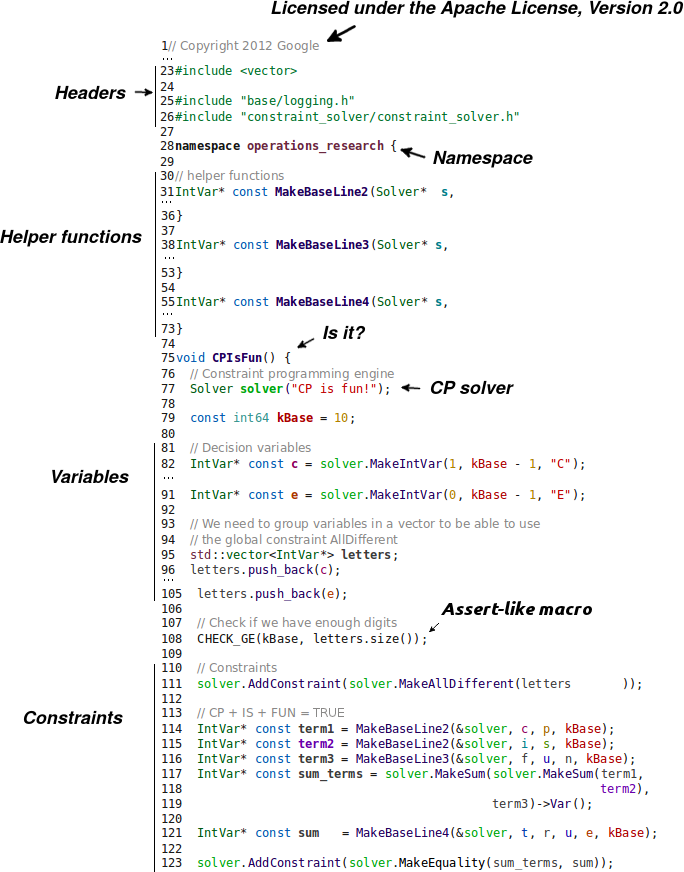 Licensed under the Apache License, Version 2.0
1// Copyright 2012 Google
...
23#include <vector>
24
Headers
25#include "base/logging.h"
26#include "constraint_solver/constraint_solver.h"
27
28namespace operations_research {
Namespace
29
30// helper functions
31IntVar* const MakeBaseLine2(Solver*  s,
...
36}
37
Helper functions
38IntVar* const MakeBaseLine3(Solver* s,
...
53}
54
55IntVar* const MakeBaseLine4(Solver* s,
...
73}
74
Is it?
75void CPIsFun() {
76  // Constraint programming engine
77  Solver solver("CP is fun!");
CP solver
78
79  const int64 kBase = 10;
80
81  // Decision variables
82  IntVar* const c = solver.MakeIntVar(1, kBase - 1, "C");
Variables
...
91  IntVar* const e = solver.MakeIntVar(0, kBase - 1, "E");
92
93  // We need to group variables in a vector to be able to use
94  // the global constraint AllDifferent
95  std::vector<IntVar*> letters;
96  letters.push_back(c);
...
105  letters.push_back(e);
106
Assert-like macro
107  // Check if we have enough digits
108  CHECK_GE(kBase, letters.size());
109
110  // Constraints
111  solver.AddConstraint(solver.MakeAllDifferent(letters       ));
112
Constraints
113  // CP + IS + FUN = TRUE
114  IntVar* const term1 = MakeBaseLine2(&solver, c, p, kBase);
115  IntVar* const term2 = MakeBaseLine2(&solver, i, s, kBase);
116  IntVar* const term3 = MakeBaseLine3(&solver, f, u, n, kBase);
117  IntVar* const sum_terms = solver.MakeSum(solver.MakeSum(term1,
118                                                          term2),
119                                           term3)->Var();
120
121  IntVar* const sum   = MakeBaseLine4(&solver, t, r, u, e, kBase);
122
123  solver.AddConstraint(solver.MakeEquality(sum_terms, sum));